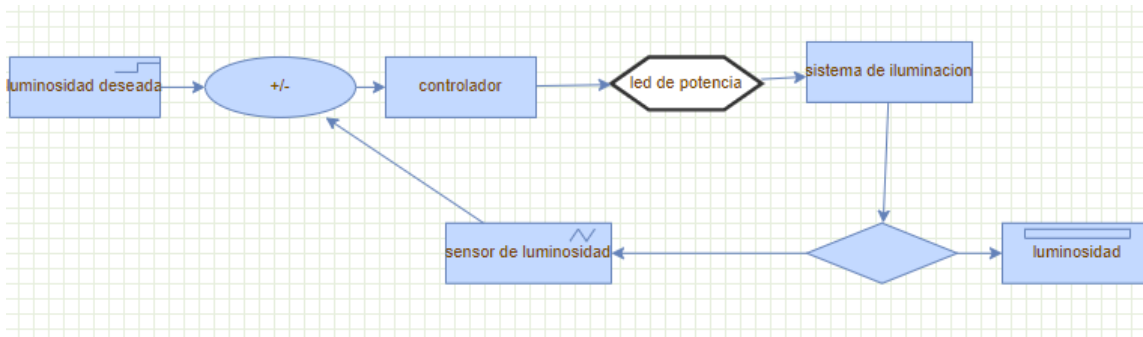 luminosidad deseada
+/-
controlador
led de potencia
sistema de iluminacion
sensor de luminosidad
luminosidad